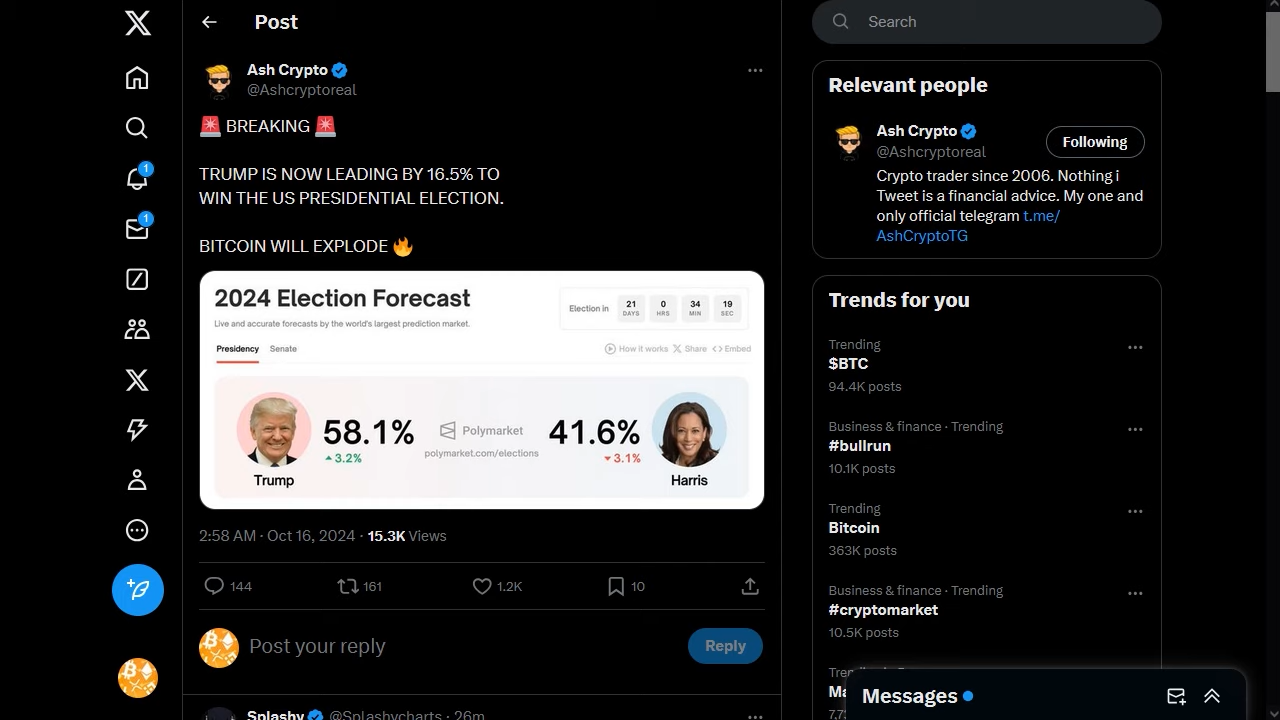 Post
Search
Ash Crypto
@Ashcryptoreal
🚨 BREAKING 🚨
TRUMP IS NOW LEADING BY 16.5% TO
WIN THE US PRESIDENTIAL ELECTION.
BITCOIN WILL EXPLODE 🔥
2024 Election Forecast
Live and accurate forecasts by the world's largest prediction market.
Election in
21 0 34 19
DAYS HRS MIN SEC
Presidency Senate
How it works Share <> Embed
58.1%
3.2%
Trump
Polymarket
polymarket.com/elections
41.6%
3.1%
Harris
2:58 AM · Oct 16, 2024 · 15.3K Views
144 161 1.2K 10
Post your reply
Reply
Splashy @Splashycharts · 26m
1
1
Relevant people
Ash Crypto
@Ashcryptoreal
Following
Crypto trader since 2006. Nothing i
Tweet is a financial advice. My one and
only official telegram t.me/
AshCryptoTG
Trends for you
Trending
$BTC
94.4K posts
Business & finance · Trending
#bullrun
10.1K posts
Trending
Bitcoin
363K posts
Business & finance · Trending
#cryptomarket
10.5K posts
Messages